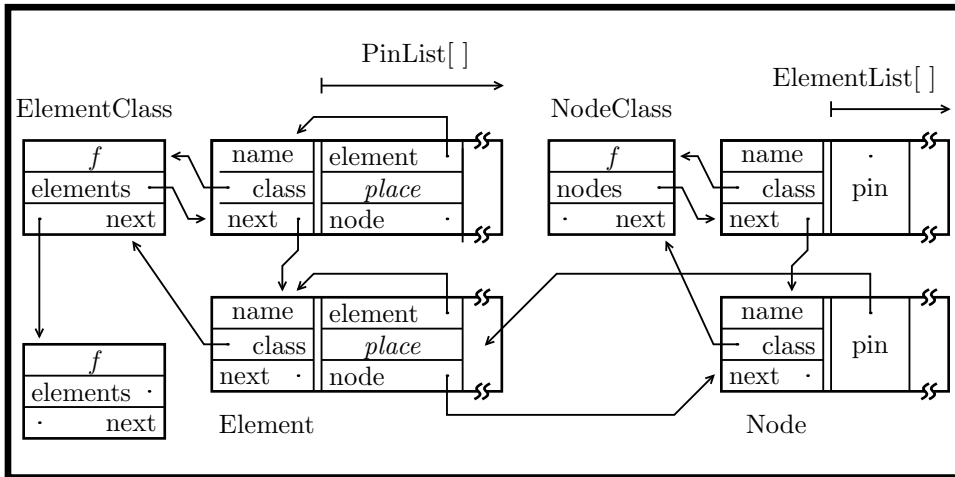 PinList[ ]
ElementList[ ]
ElementClass
NodeClass
f
name
element
f
name
elements
class
place
nodes
class
pin
next
next
node
next
next
name
element
name
f
class
place
class
pin
elements
next
node
next
next
Element
Node